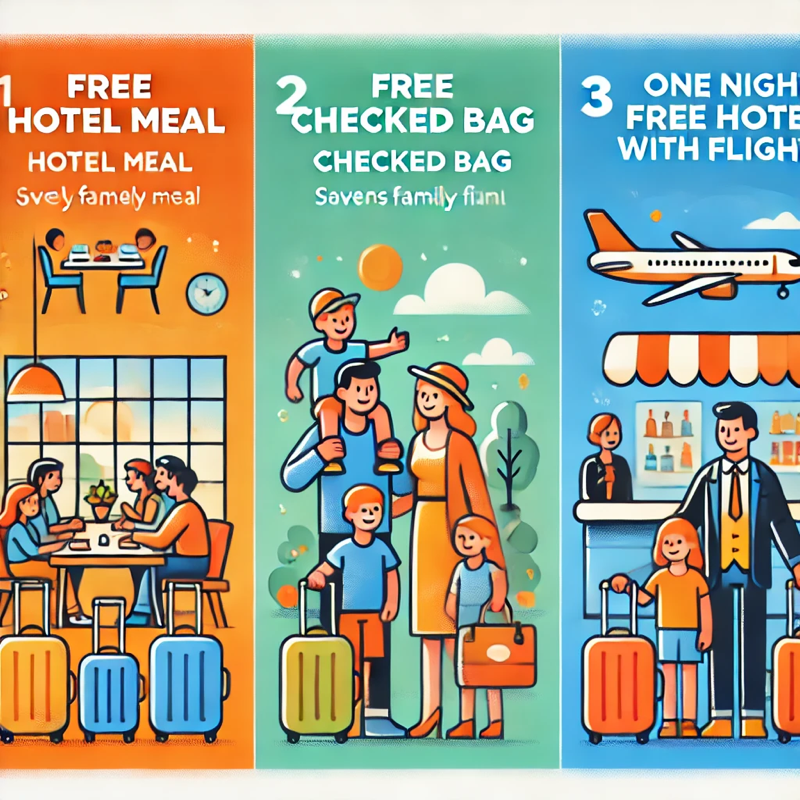 1
FREE
HOTEL MEAL
HOTEL MEAL
Svely famely meal
2
FREE
CHECKED BAG
CHECKED BAG
Savens family
3
ONE NIGH
FREE HOTE
WITH FLIGH